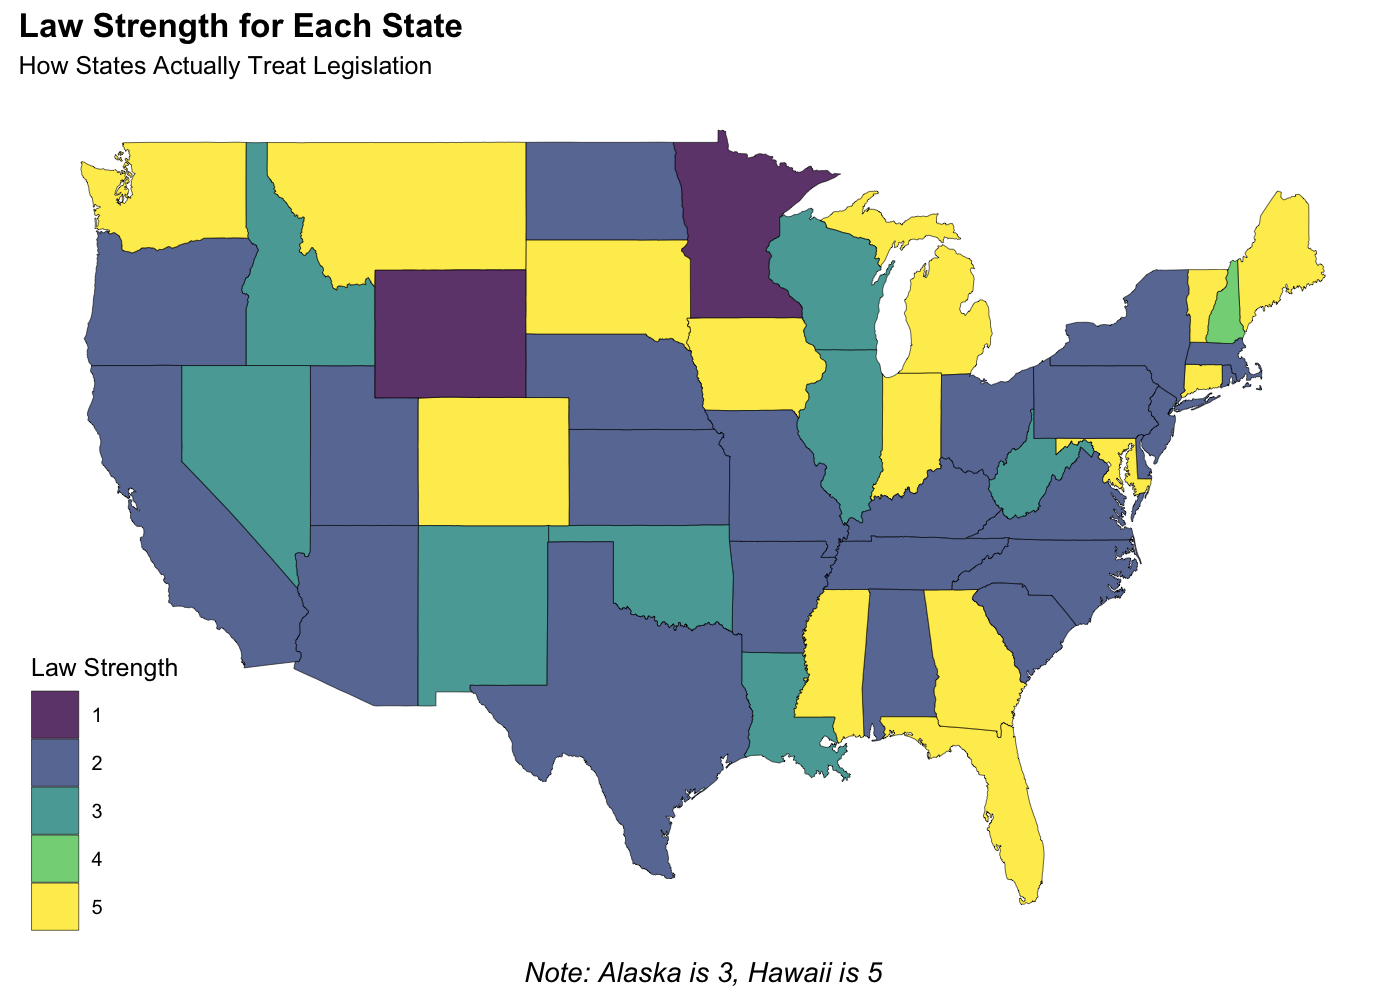 Law Strength for Each State
How States Actually Treat Legislation
Law Strength
1
2
3
4
5
Note: Alaska is 3, Hawaii is 5